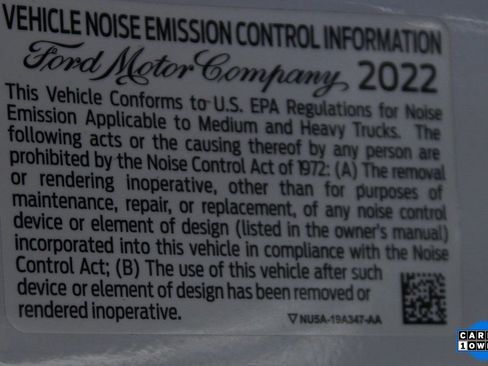 VEHICLE NOISE EMISSION CONTROL INFORMATION
Ford Motor Company 2022
This Vehicle Conforms to U.S. EPA Regulations for Noise
Emission Applicable to Medium and Heavy Trucks. The
following acts or the causing thereof by any person are
prohibited by the Noise Control Act of 1972: (A) The removal
or rendering inoperative, other than for purposes of
maintenance, repair, or replacement, of any noise control
device or element of design (listed in the owner's manual)
incorporated into this vehicle in compliance with the Noise
Control Act; (B) The use of this vehicle after such
device or element of design has been removed or
rendered inoperative.
NU5A-19A347-AA
CARF
1 OWN